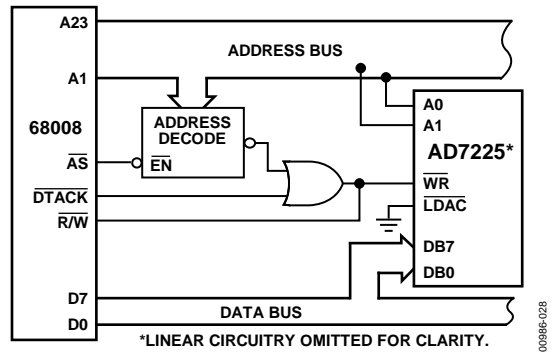 A23
ADDRESS BUS
A1
68008
ADDRESS
DECODE
EN
AS
DTACK
R/W
A0
A1
AD7225*
WR
LDAC
DB7
DB0
D7
D0
DATA BUS
*LINEAR CIRCUITRY OMITTED FOR CLARITY.
00986-028